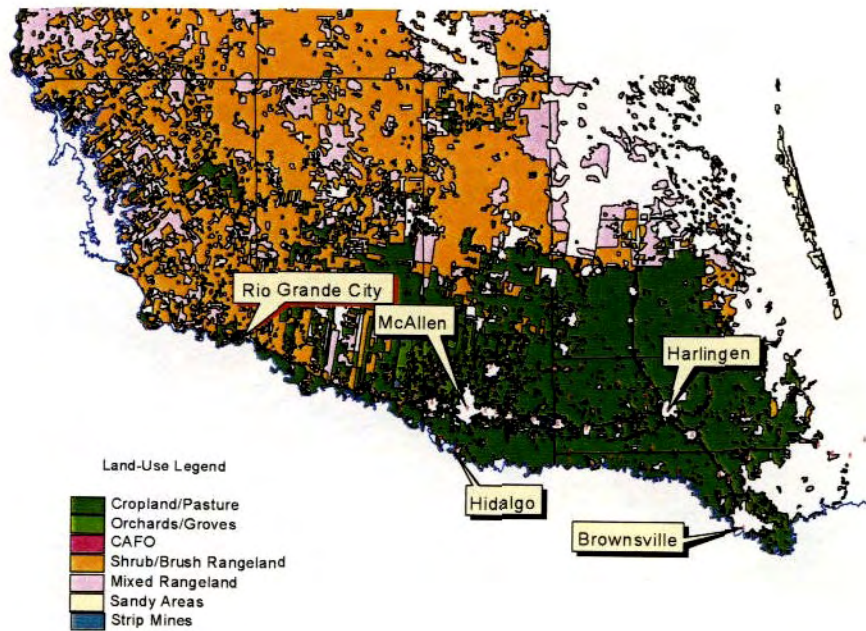 Rio Grande City
McAllen
Harlingen
Hidalgo
Brownsville
Land-Use Legend
Cropland/Pasture
Orchards/Groves
CAFO
Shrub/Brush Rangeland
Mixed Rangeland
Sandy Areas
Strip Mines